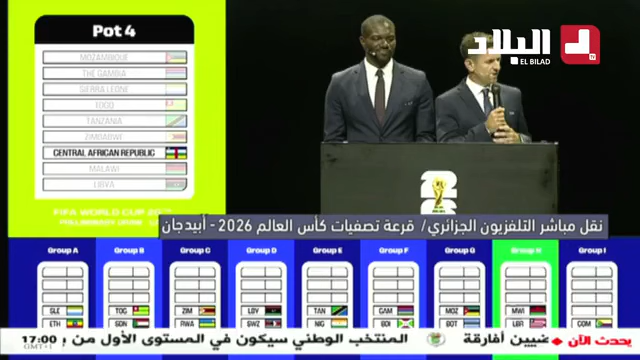 Pot 4
MOZAMBIQUE
THE GAMBIA
SIERRA LEONE
TOGO
TANZANIA
ZIMBABWE
CENTRAL AFRICAN REPUBLIC
MALAWI
LIBYA
FIFA WORLD CUP
البلاد
TV
EL BILAD
26
نقل مباشر التلفزيون الجزائري/ قرعة تصفيات كأس العالم 2026 - أبيدجان
Group A Group B Group C Group D Group E Group F Group G Group H Group I
SLE TOG ZIM LBY TAN GAM MOZ MWI
ETH SDN RWA SWZ NIG BDI BOT LBR COM
17:00
GMT+1
المنتخب الوطني سيكون في المستوى الأول من
يحدث الآن